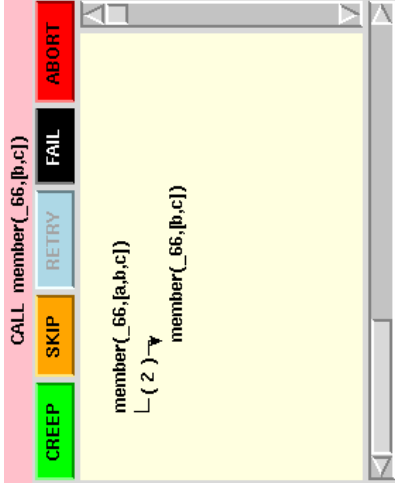 CALL member(_66,[b,c])
CREEP SKIP RETRY FAIL ABORT
member(_66,[a,b,c])
( 2 )
member(_66,[b,c])